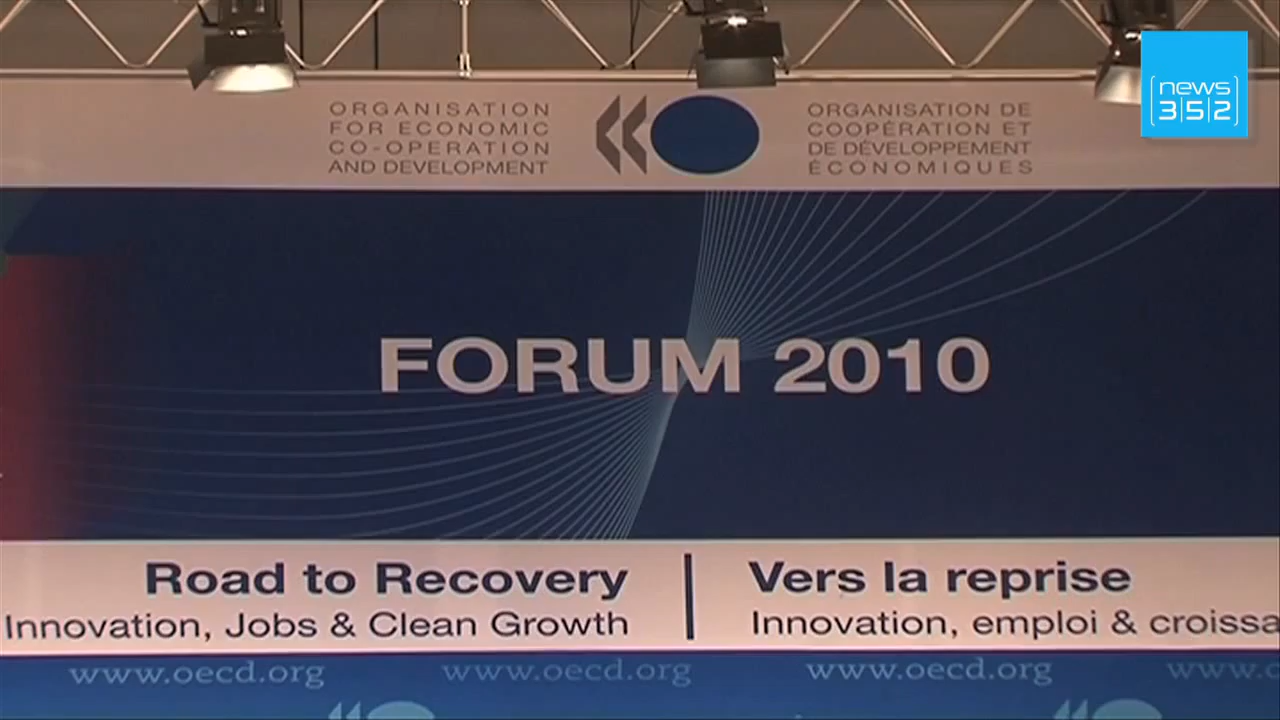 ORGANISATION
FOR ECONOMIC
CO-OPERATION
AND DEVELOPMENT
ORGANISATION DE
COOPÉRATION ET
DE DÉVELOPPEMENT
ÉCONOMIQUES
news
352
FORUM 2010
Road to Recovery
Innovation, Jobs & Clean Growth
Vers la reprise
Innovation, emploi & croissa
www.oecd.org www.oecd.org www.oecd.org www.o